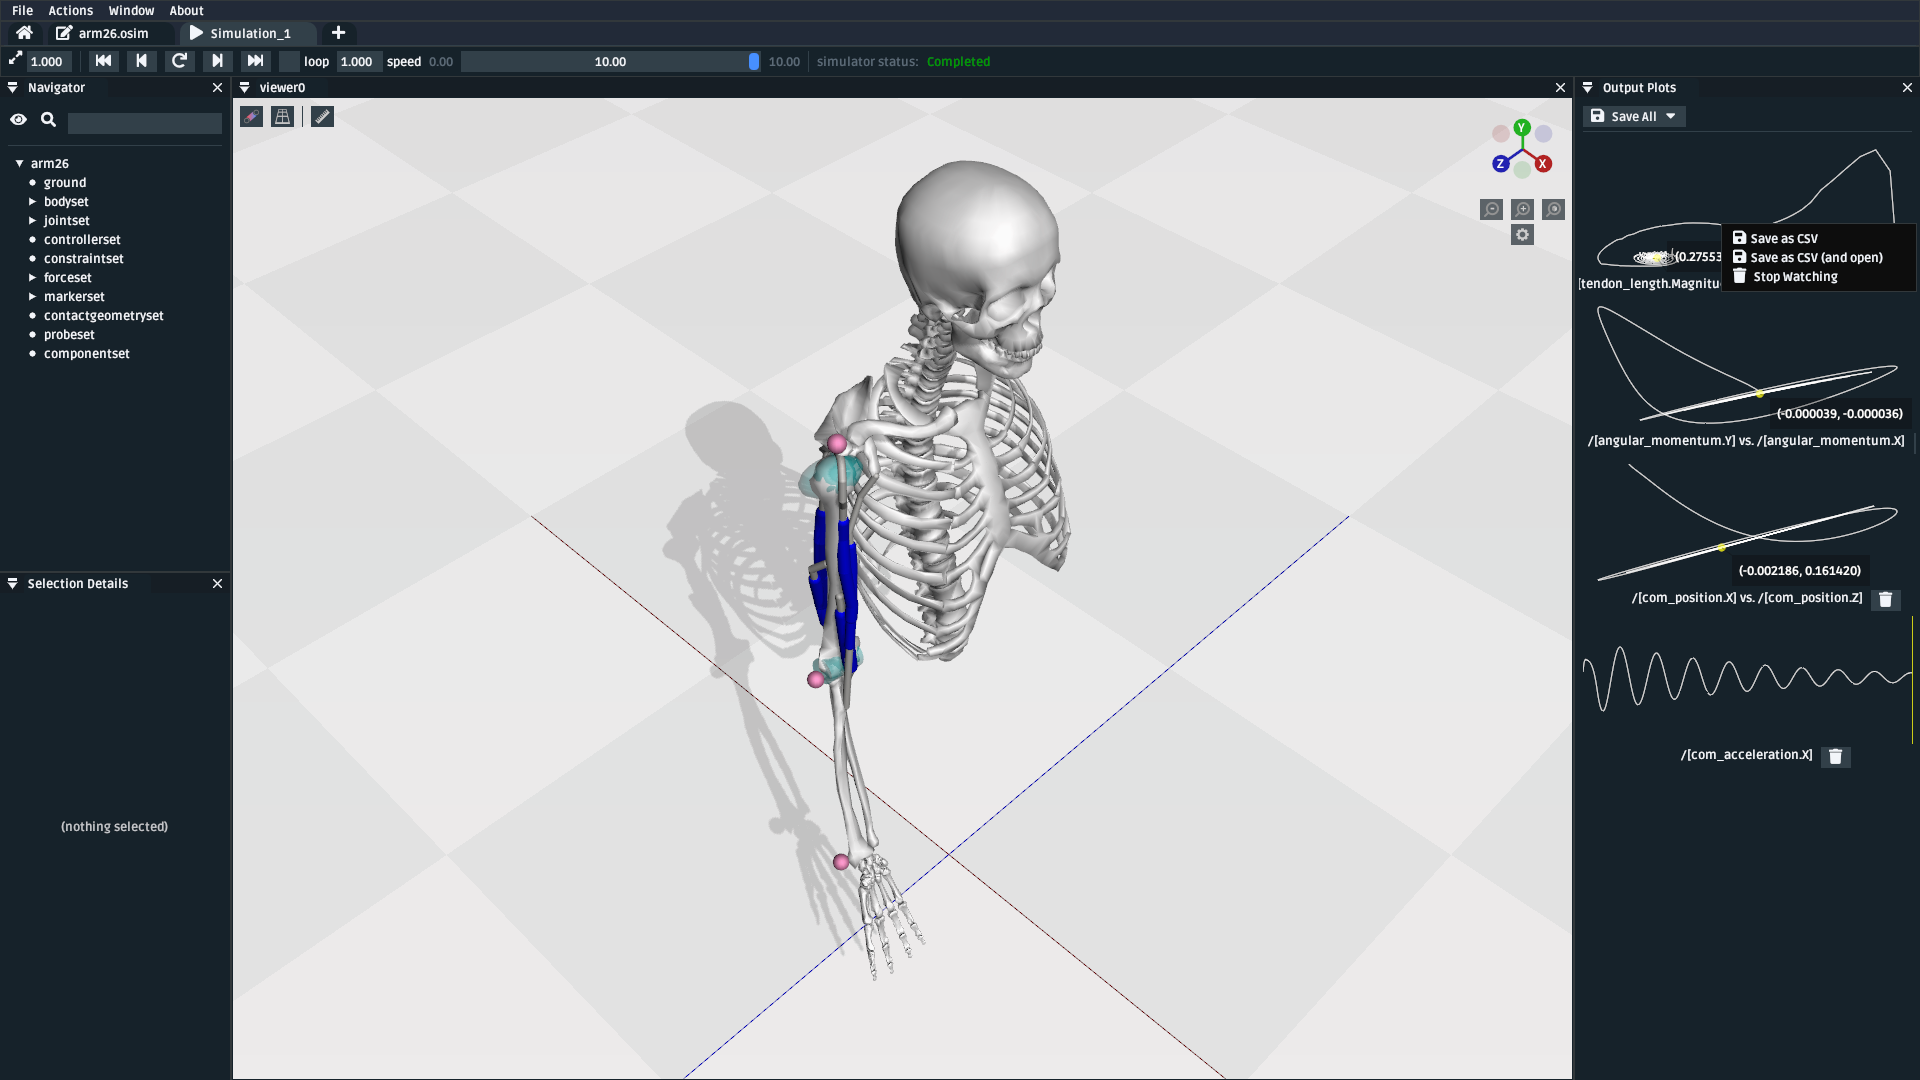 File Actions Window About
arm26.osim Simulation_1
1.000 loop 1.000 speed 0.00 10.00 10.00 simulator status: Completed
Navigator
arm26
ground
bodyset
jointset
controllerset
constraintset
forceset
markerset
contactgeometryset
probeset
componentset
Selection Details
(nothing selected)
viewer0
Y
Z X
Output Plots
Save All
(0.27553
[tendon_length.Magnitu
Save as CSV
Save as CSV (and open)
Stop Watching
(-0.000039, -0.000036)
/[angular_momentum.Y] vs. /[angular_momentum.X]
(-0.002186, 0.161420)
/[com_position.X] vs. /[com_position.Z]
/[com_acceleration.X]